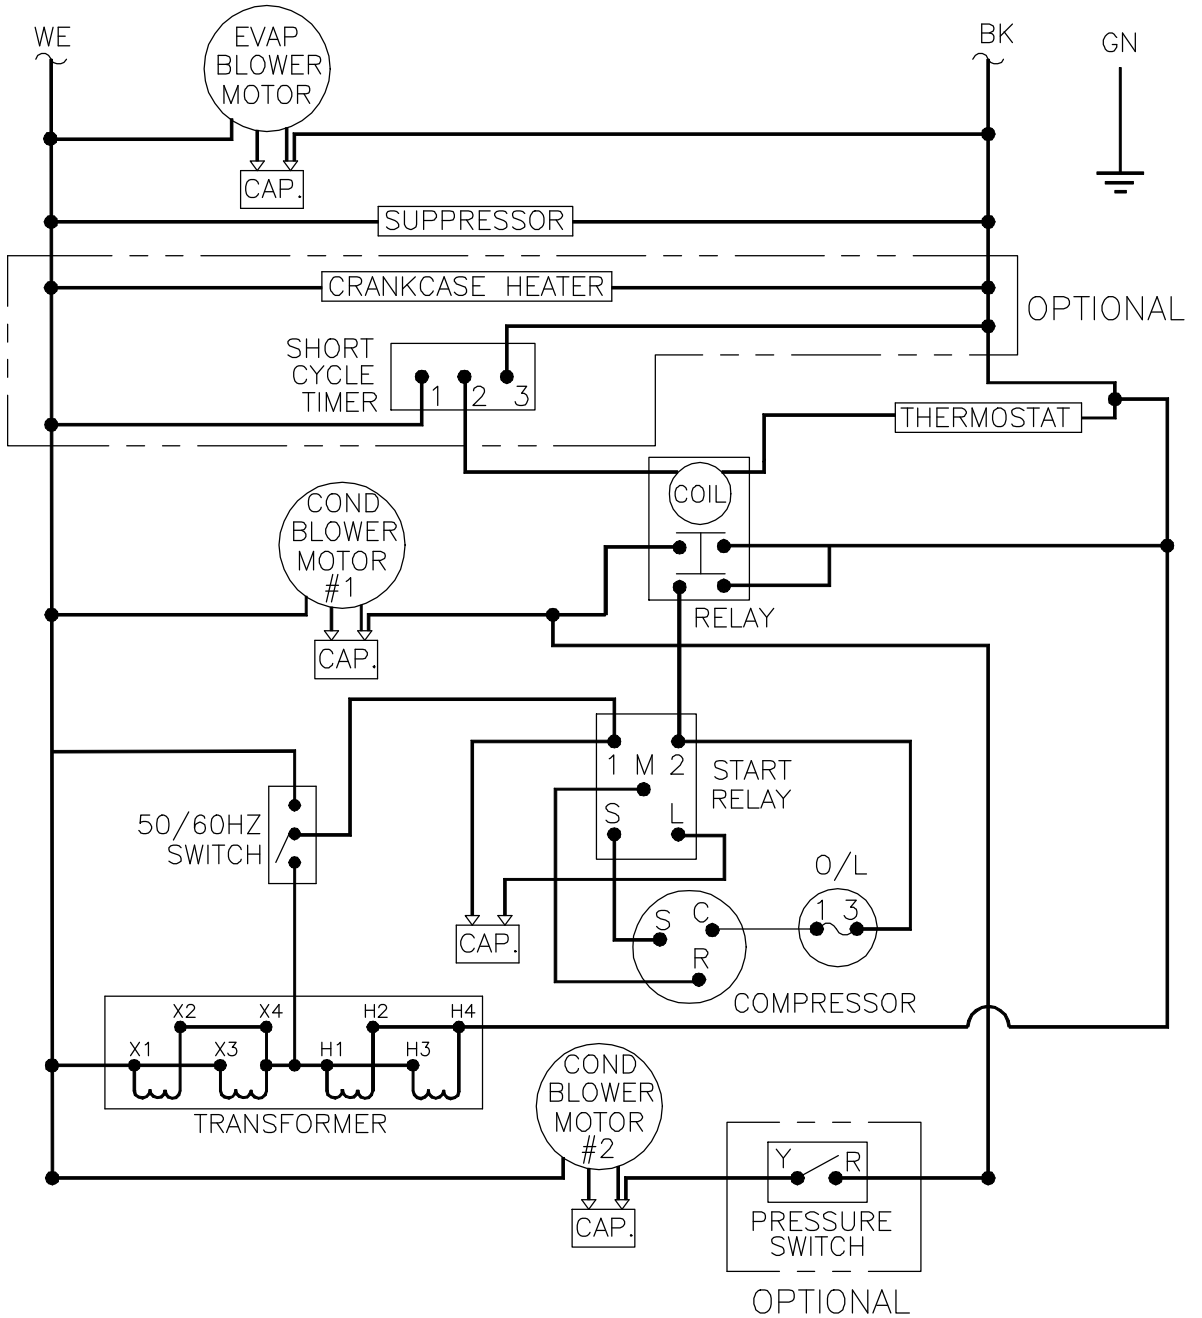 WE
EVAP
BLOWER
MOTOR
BK
GN
CAP.
SUPPRESSOR
CRANKCASE HEATER
OPTIONAL
SHORT
CYCLE
TIMER
1 2 3
THERMOSTAT
COIL
COND
BLOWER
MOTOR
#1
RELAY
CAP.
1 M 2
START
RELAY
S L
50/60HZ
SWITCH
O/L
1 3
S C
R
CAP.
COMPRESSOR
X2 X4 H2 H4
X1 X3 H1 H3
TRANSFORMER
COND
BLOWER
MOTOR
#2
Y R
CAP.
PRESSURE
SWITCH
OPTIONAL